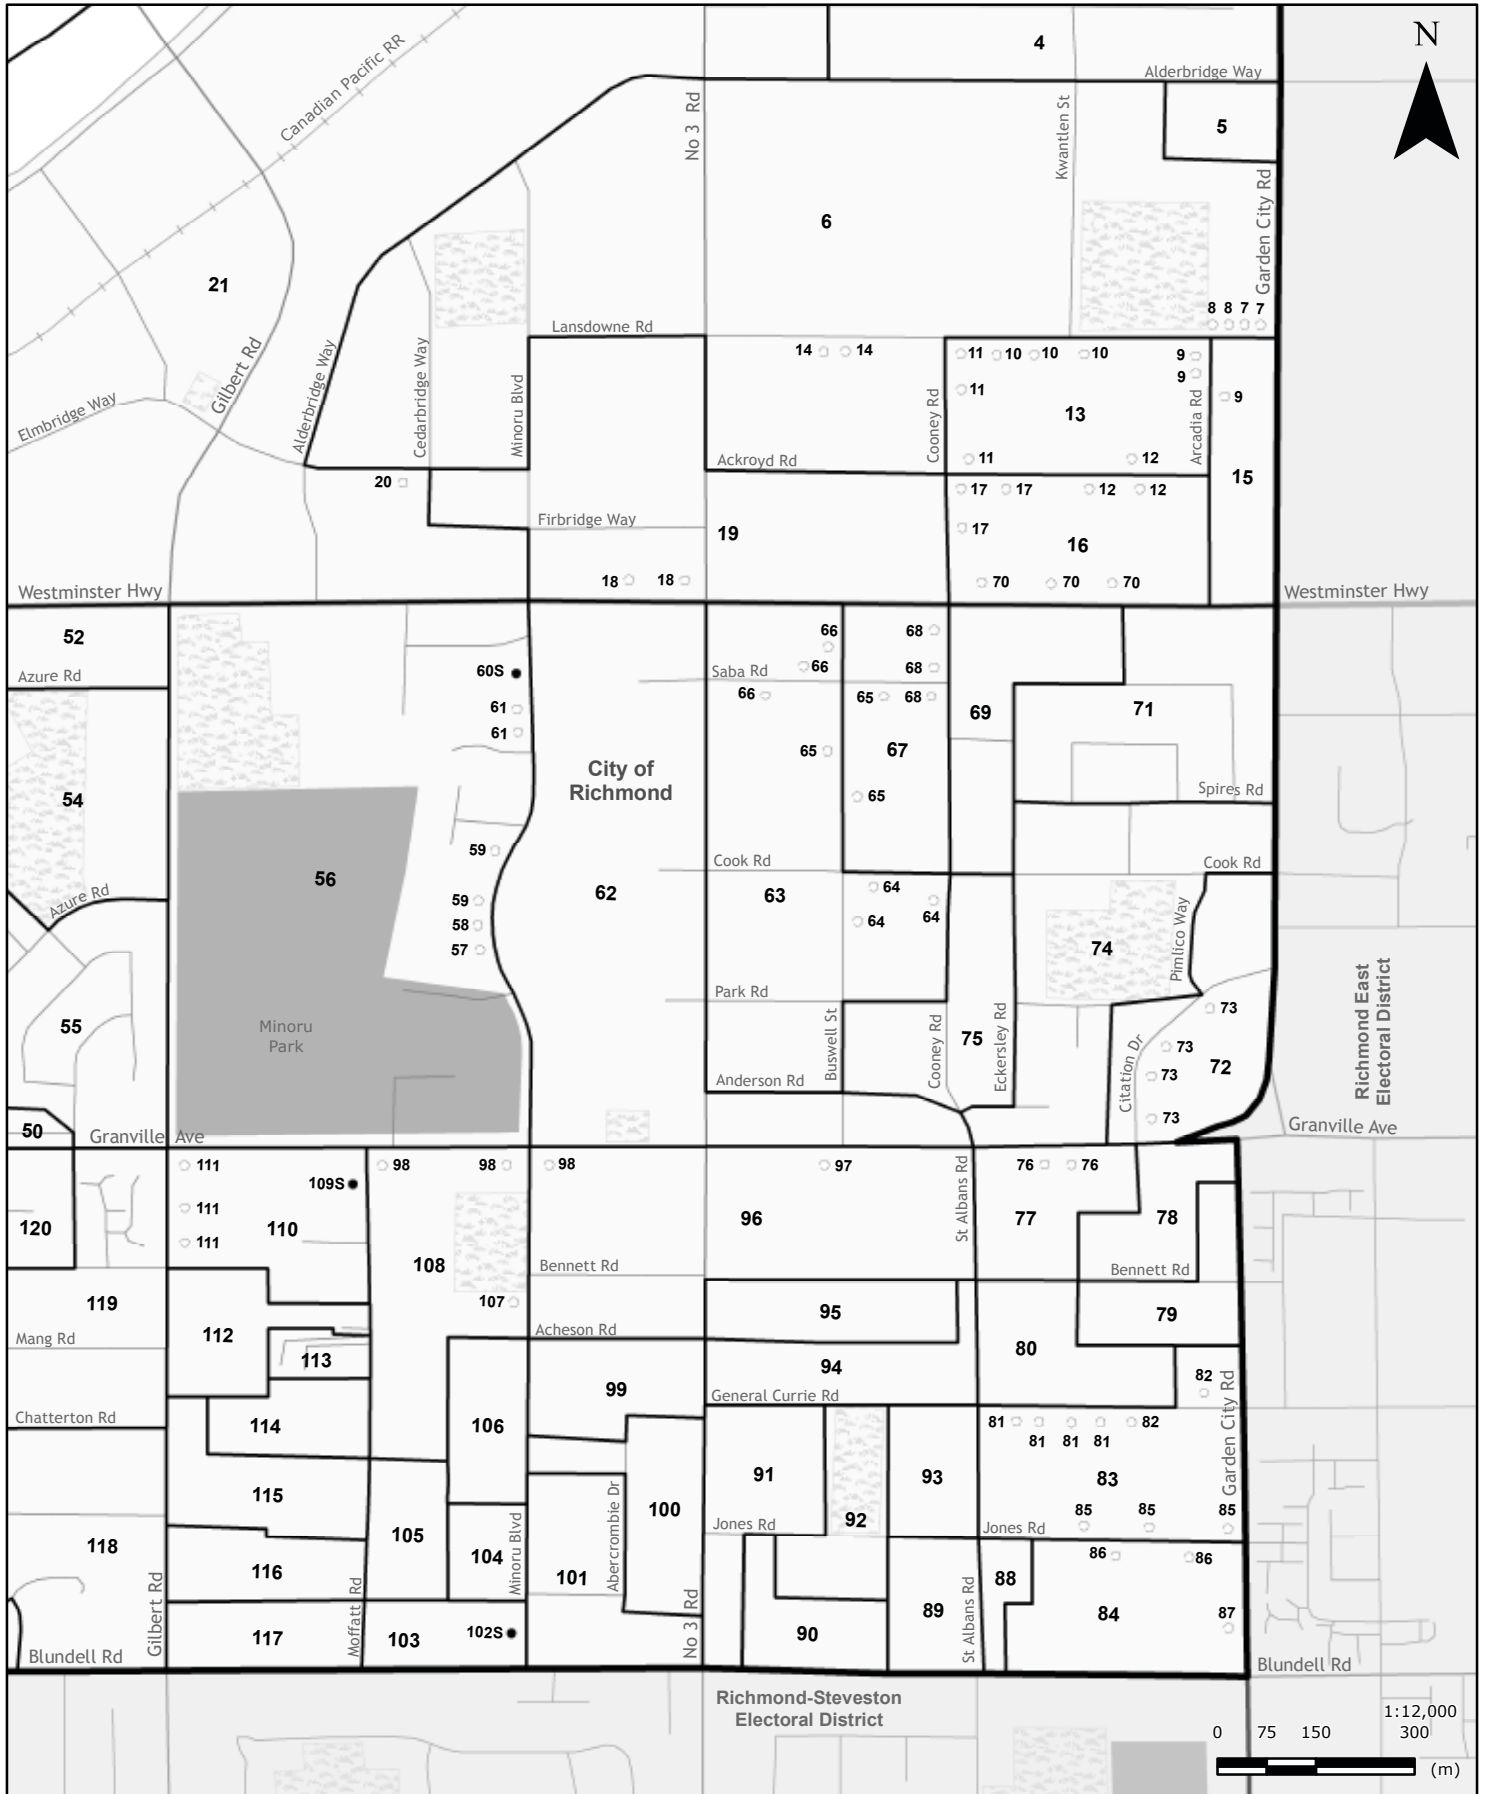 N
4
Alderbridge Way
Canadian Pacific RR
No 3 Rd
Kwantlen St
5
Garden City Rd
6
21
8 8 7 7
Lansdowne Rd
Gilbert Rd
Alderbridge Way
Cedarbridge Way
Minoru Blvd
14 14
11 10 10 10 9
9
11
9
Cooney Rd
13
Arcadia Rd
Elmbridge Way
Ackroyd Rd
11 12
15
20
17 17 12 12
Firbridge Way
19
17
16
18 18
70 70 70
Westminster Hwy
Westminster Hwy
52
66
68
Azure Rd
60S
Saba Rd
66
68
66
65
68
69
71
61
61
65
67
City of
Richmond
54
65
Spires Rd
59
Cook Rd
Cook Rd
56
62
63
64
59
64
64
58
57
Azure Rd
74
Pimlico Way
Park Rd
73
Richmond East
Electoral District
55
Minoru
Park
Buswell St
Cooney Rd
75
Eckersley Rd
Citation Dr
73
72
Anderson Rd
73
73
50
Granville Ave
Granville Ave
111
98
98
98
97
St Albans Rd
76 76
109S
111
120
110
96
77
78
111
108
Bennett Rd
Bennett Rd
119
107
95
79
Mang Rd
112
Acheson Rd
80
113
94
99
82
General Currie Rd
Garden City Rd
Chatterton Rd
114
106
81
82
81 81 81
91
93
83
115
100
85 85 85
105
Jones Rd
92
Jones Rd
118
104
Minoru Blvd
Abercrombie Dr
86
86
116
101
88
Gilbert Rd
Moffatt Rd
No 3 Rd
St Albans Rd
89
84
87
117
103
102S
90
Blundell Rd
Blundell Rd
Richmond-Steveston
Electoral District
1:12,000
0 75 150 300
(m)